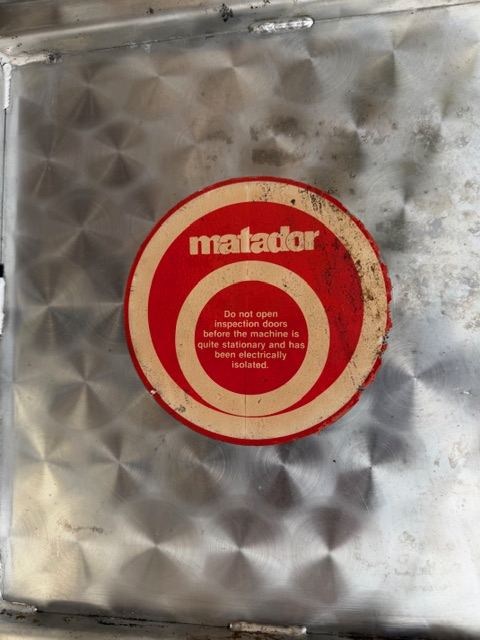 matador
Do not open
inspection doors
before the machine is
quite stationary and has
been electrically
isolated.